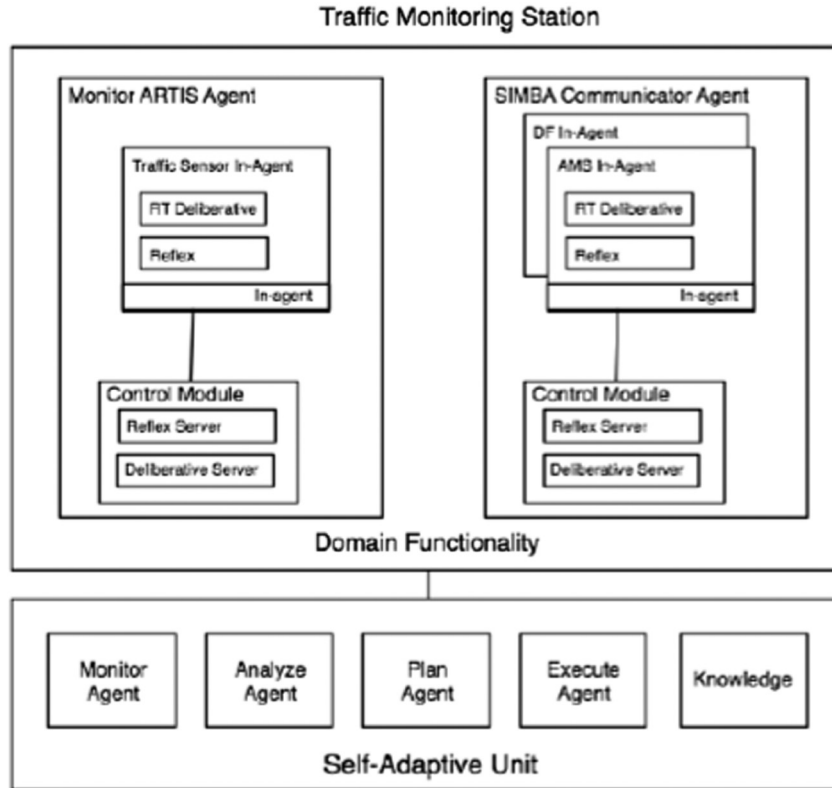 Traffic Monitoring Station
Monitor ARTIS Agent
Traffic Sensor In-Agent
RT Deliberative
Reflex
In-agent
Control Module
Reflex Server
Deliberative Server
SIMBA Communicator Agent
DF In-Agent
AMS In-Agent
RT Deliberative
Reflex
In-agent
Control Module
Reflex Server
Deliberative Server
Domain Functionality
Monitor
Agent
Analyze
Agent
Plan
Agent
Execute
Agent
Knowledge
Self-Adaptive Unit